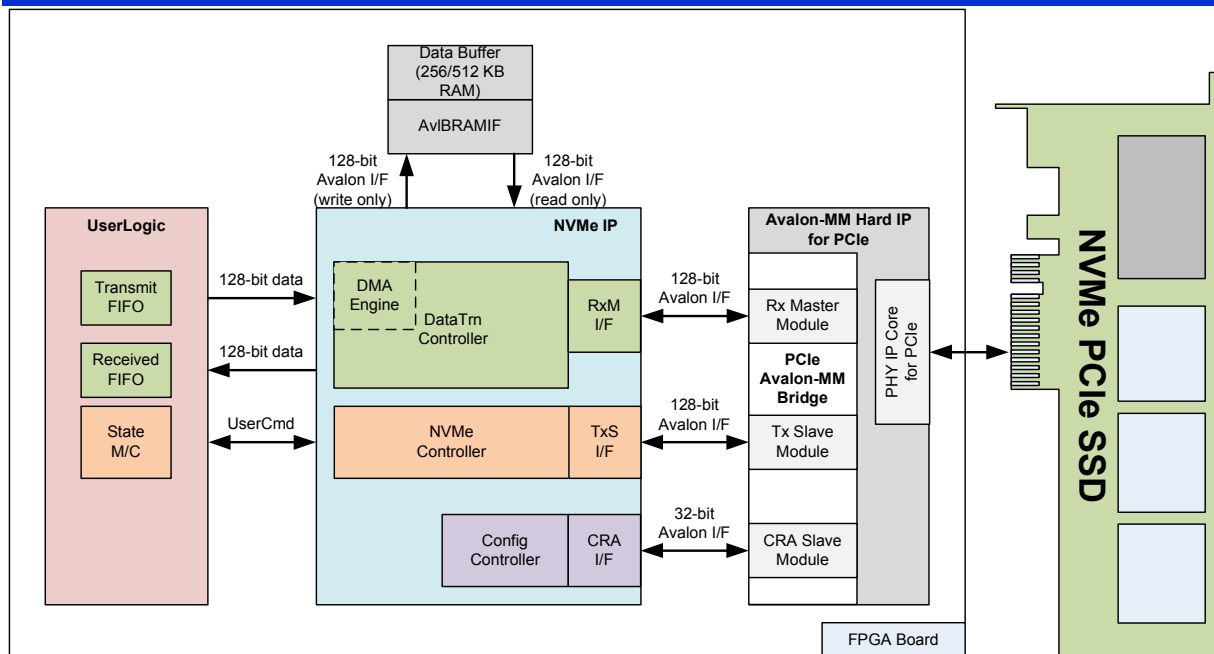 Data Buffer
(256/512 KB
RAM)
AvlBRAMIF
128-bit
Avalon I/F
(write only)
128-bit
Avalon I/F
(read only)
UserLogic
Transmit
FIFO
Received
FIFO
State
M/C
128-bit data
128-bit data
UserCmd
NVMe IP
DMA
Engine
DataTrn
Controller
RxM
I/F
NVMe
Controller
TxS
I/F
Config
Controller
CRA
I/F
128-bit
Avalon I/F
128-bit
Avalon I/F
32-bit
Avalon I/F
Avalon-MM Hard IP
for PCIe
Rx Master
Module
PCIe
Avalon-MM
Bridge
Tx Slave
Module
CRA Slave
Module
PHY IP Core
for PCIe
FPGA Board
NVMe PCIe SSD